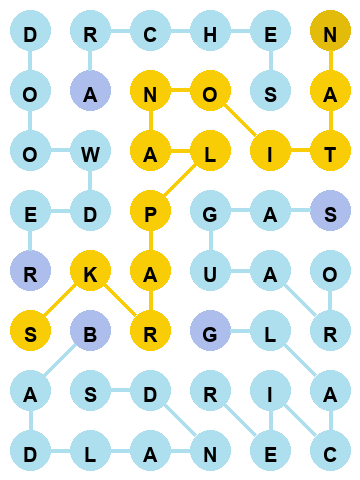 D R C H E N
O A N O S A
O W A L I T
E D P G A S
R K A U A O
S B R G L R
A S D R I A
D L A N E C